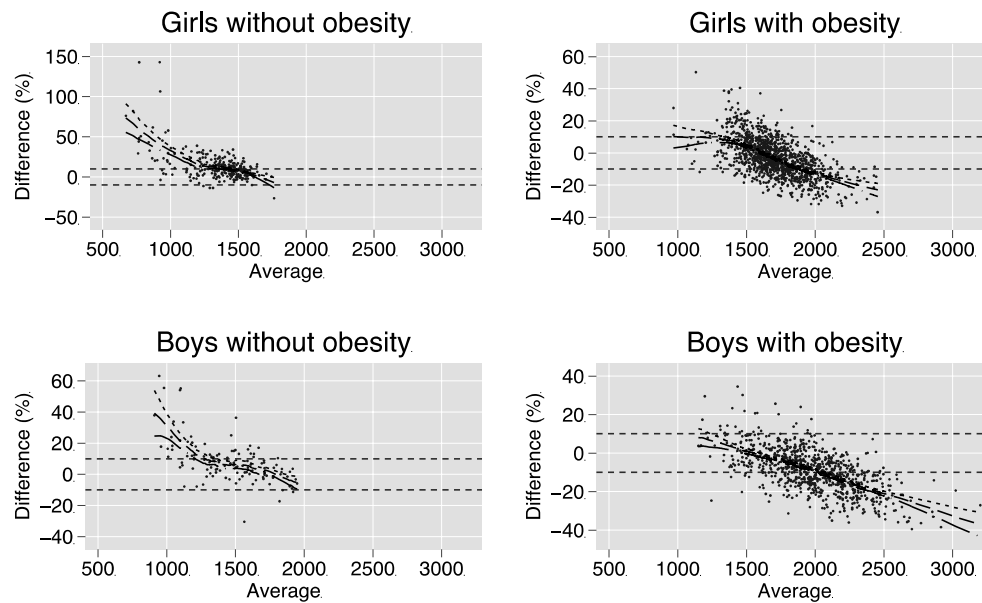 Girls without obesity
Girls with obesity
150
100
50
0
−50
Difference (%)
500 1000 1500 2000 2500 3000
Average
60
40
20
0
−20
−40
Difference (%)
500 1000 1500 2000 2500 3000
Average
Boys without obesity
Boys with obesity
60
40
20
0
−20
−40
Difference (%)
500 1000 1500 2000 2500 3000
Average
40
20
0
−20
−40
Difference (%)
500 1000 1500 2000 2500 3000
Average